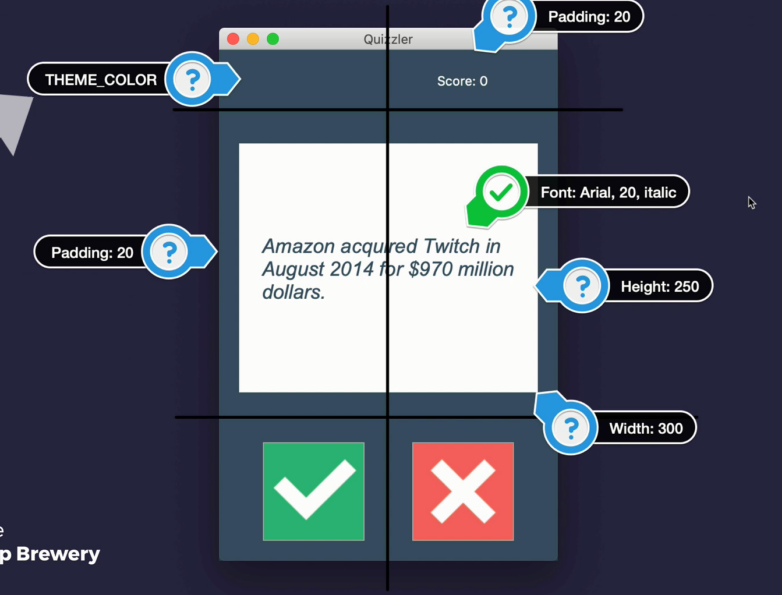 Padding: 20
Quizzler
THEME_COLOR
?
?
Score: 0
Font: Arial, 20, italic
Padding: 20
?
Amazon acquired Twitch in
August 2014 for $970 million
dollars.
?
Height: 250
?
Width: 300
e
p Brewery